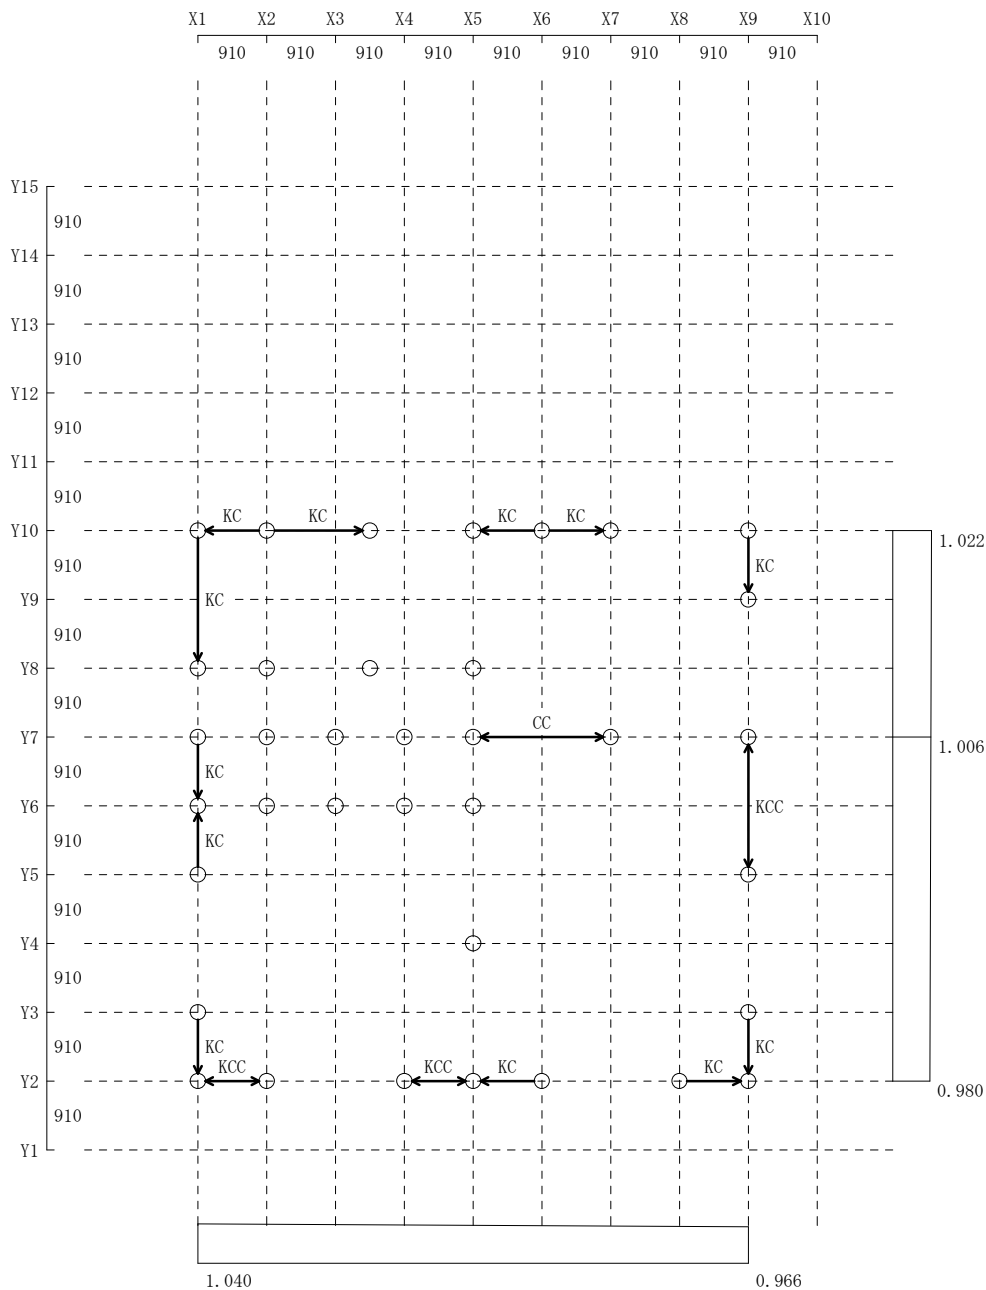 X1 X2 X3 X4 X5 X6 X7 X8 X9 X10
910 910 910 910 910 910 910 910 910
Y15
910
Y14
910
Y13
910
Y12
910
Y11
910
KC KC KC KC
Y10
1.022
910 KC
Y9 KC
910
Y8
910
CC
Y7
1.006
910 KC
Y6 KCC
910 KC
Y5
910
Y4
910
Y3
910 KC KC
KCC KCC KC KC
Y2
0.980
910
Y1
1.040 0.966